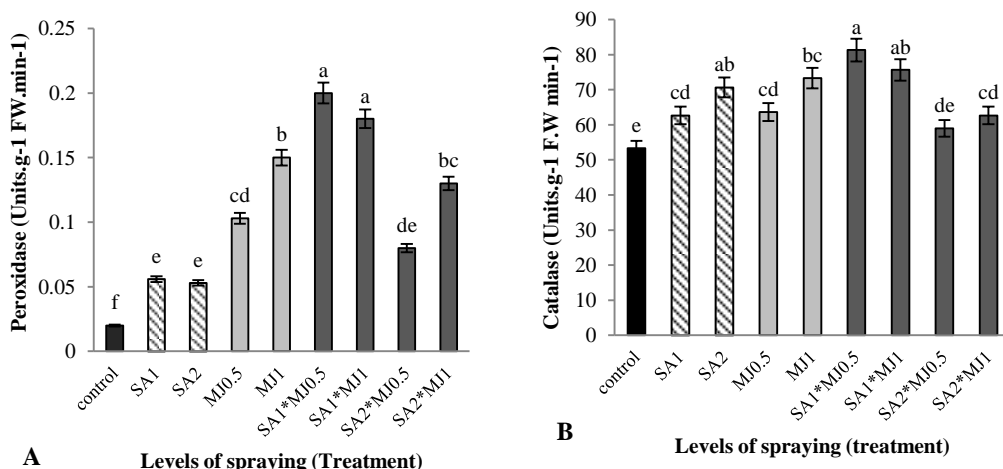 Peroxidase (Units.g-1 FW.min-1)
0.25
0.2
0.15
0.1
0.05
0
f
e
e
cd
b
a
a
de
bc
control
SA1
SA2
MJ0.5
MJ1
SA1*MJ0.5
SA1*MJ1
SA2*MJ0.5
SA2*MJ1
A
Levels of spraying (Treatment)
Catalase (Units.g-1 F.W min-1)
90
80
70
60
50
40
30
20
10
0
e
cd
ab
cd
bc
a
ab
de
cd
control
SA1
SA2
MJ0.5
MJ1
SA1*MJ0.5
SA1*MJ1
SA2*MJ0.5
SA2*MJ1
B
Levels of spraying (treatment)